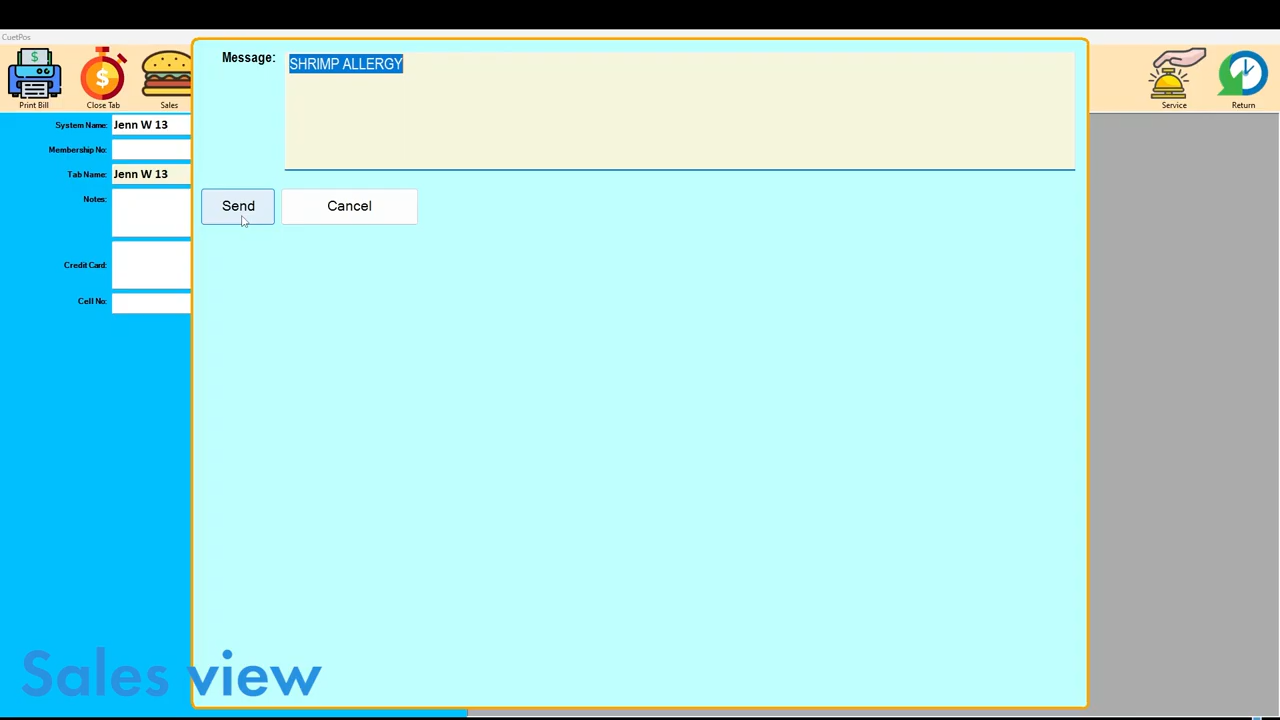 CuetPos
$
Print Bill
$
Close Tab
Sales
Service
Return
System Name: Jenn W 13
Membership No:
Tab Name: Jenn W 13
Notes:
Credit Card:
Cell No:
Message: SHRIMP ALLERGY
Send
Cancel
Sales view